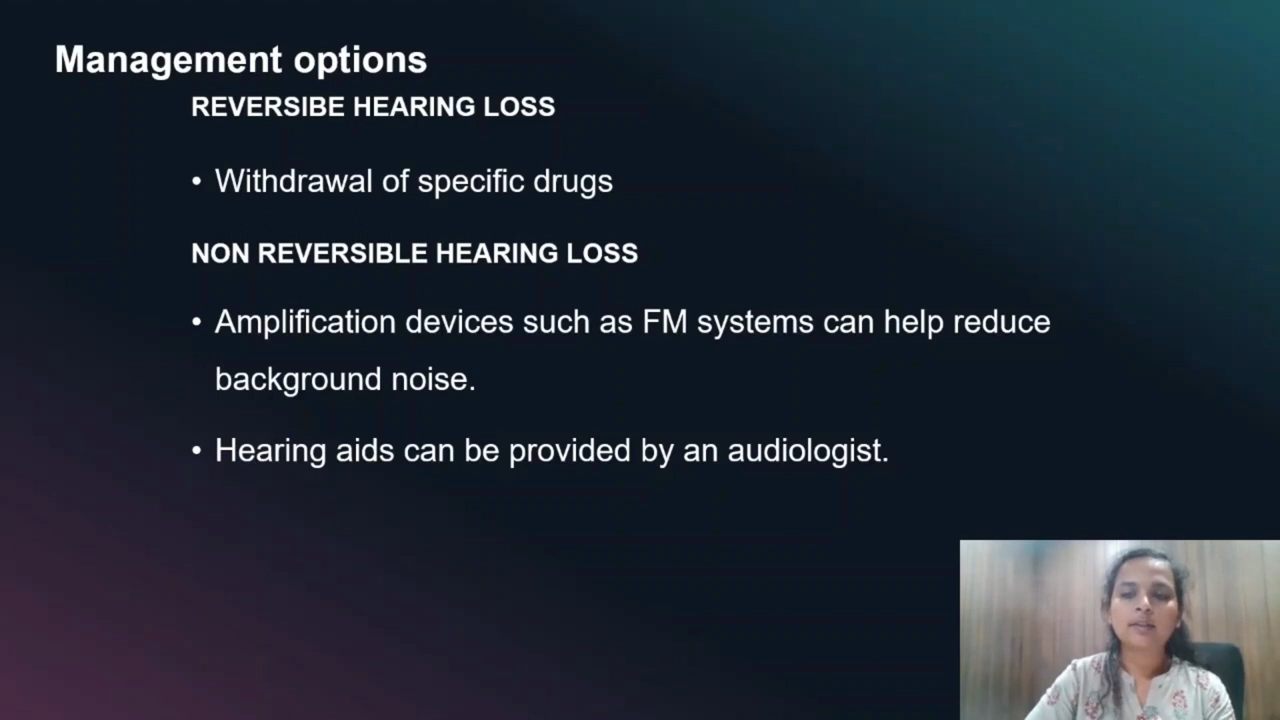 Management options
REVERSIBE HEARING LOSS
• Withdrawal of specific drugs
NON REVERSIBLE HEARING LOSS
• Amplification devices such as FM systems can help reduce
background noise.
• Hearing aids can be provided by an audiologist.